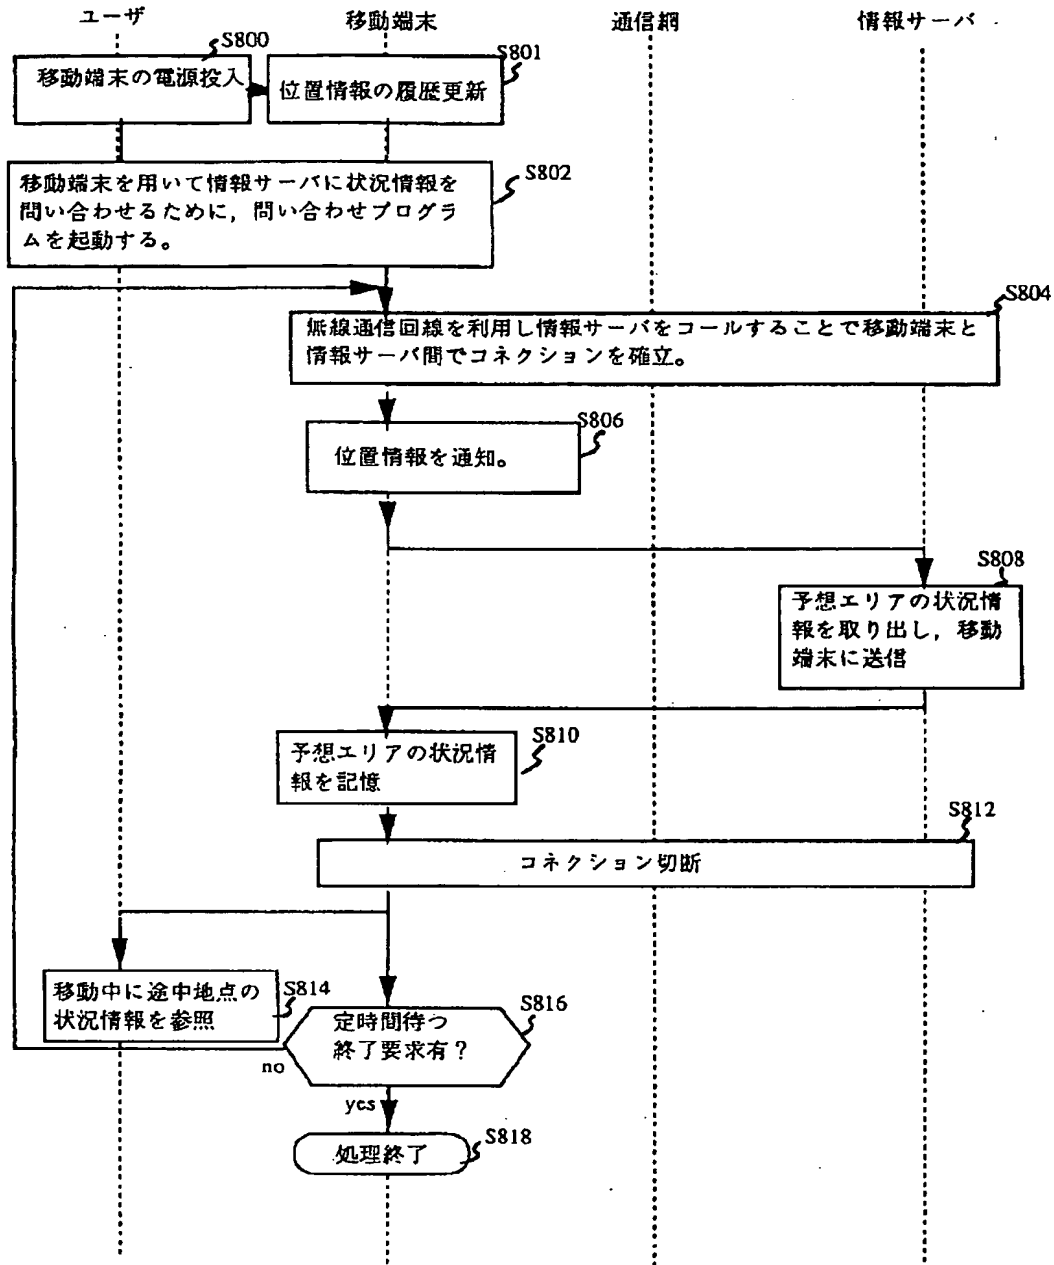 ユーザ
移動端末
通信網
情報サーバ
S800
移動端末の電源投入
S801
位置情報の履歴更新
S802
移動端末を用いて情報サーバに状況情報を
問い合わせるために，問い合わせプログラ
ムを起動する。
S804
無線通信回線を利用し情報サーバをコールすることで移動端末と
情報サーバ間でコネクションを確立。
S806
位置情報を通知。
S808
予想エリアの状況情
報を取り出し，移動
端末に送信
S810
予想エリアの状況情
報を記憶
S812
コネクション切断
S814
移動中に途中地点の
状況情報を参照
S816
定時間待つ
終了要求有？
no
yes
S818
処理終了